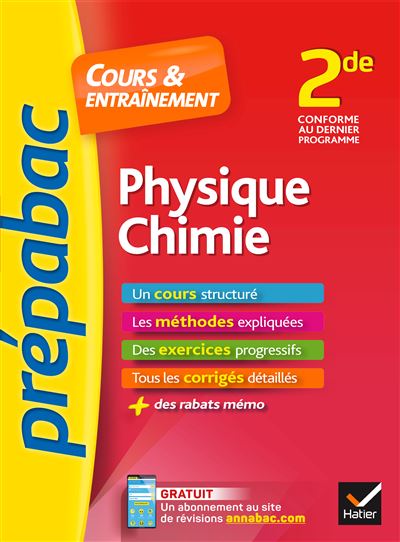 prépabac
COURS &
ENTRAÎNEMENT
2de
CONFORME
AU DERNIER
PROGRAMME
Physique
Chimie
Un cours structuré
Les méthodes expliquées
Des exercices progressifs
Tous les corrigés détaillés
+ des rabats mémo
GRATUIT
Un abonnement au site
de révisions annabac.com
Hatier